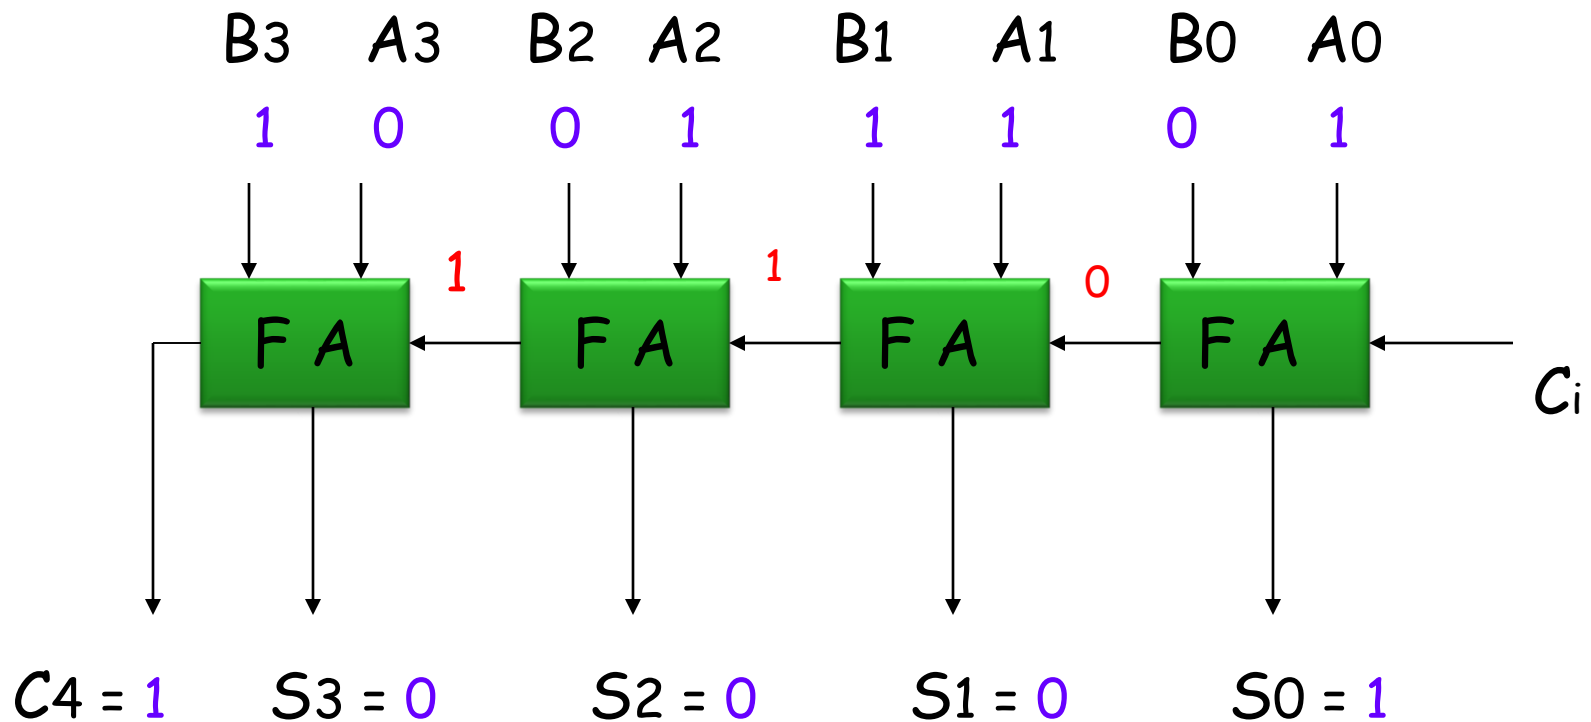 B3 A3 B2 A2 B1 A1 B0 A0
1 0 0 1 1 1 0 1
1 1 0
F A F A F A F A
Ci
C4 = 1 S3 = 0 S2 = 0 S1 = 0 S0 = 1